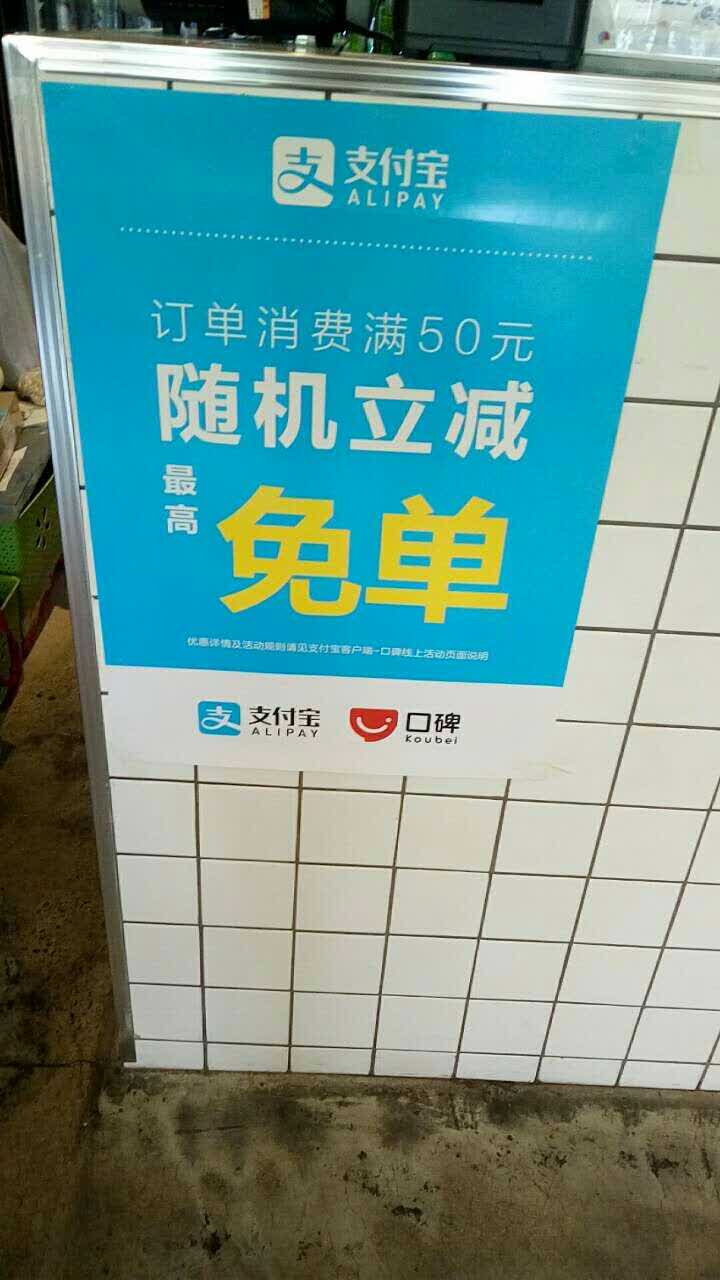 支付宝
ALIPAY
订单消费满50元
随机立减
最高
免单
优惠详情及活动规则请见支付宝客户端-口碑线上活动页面说明
支付宝
ALIPAY
口碑
Koubei